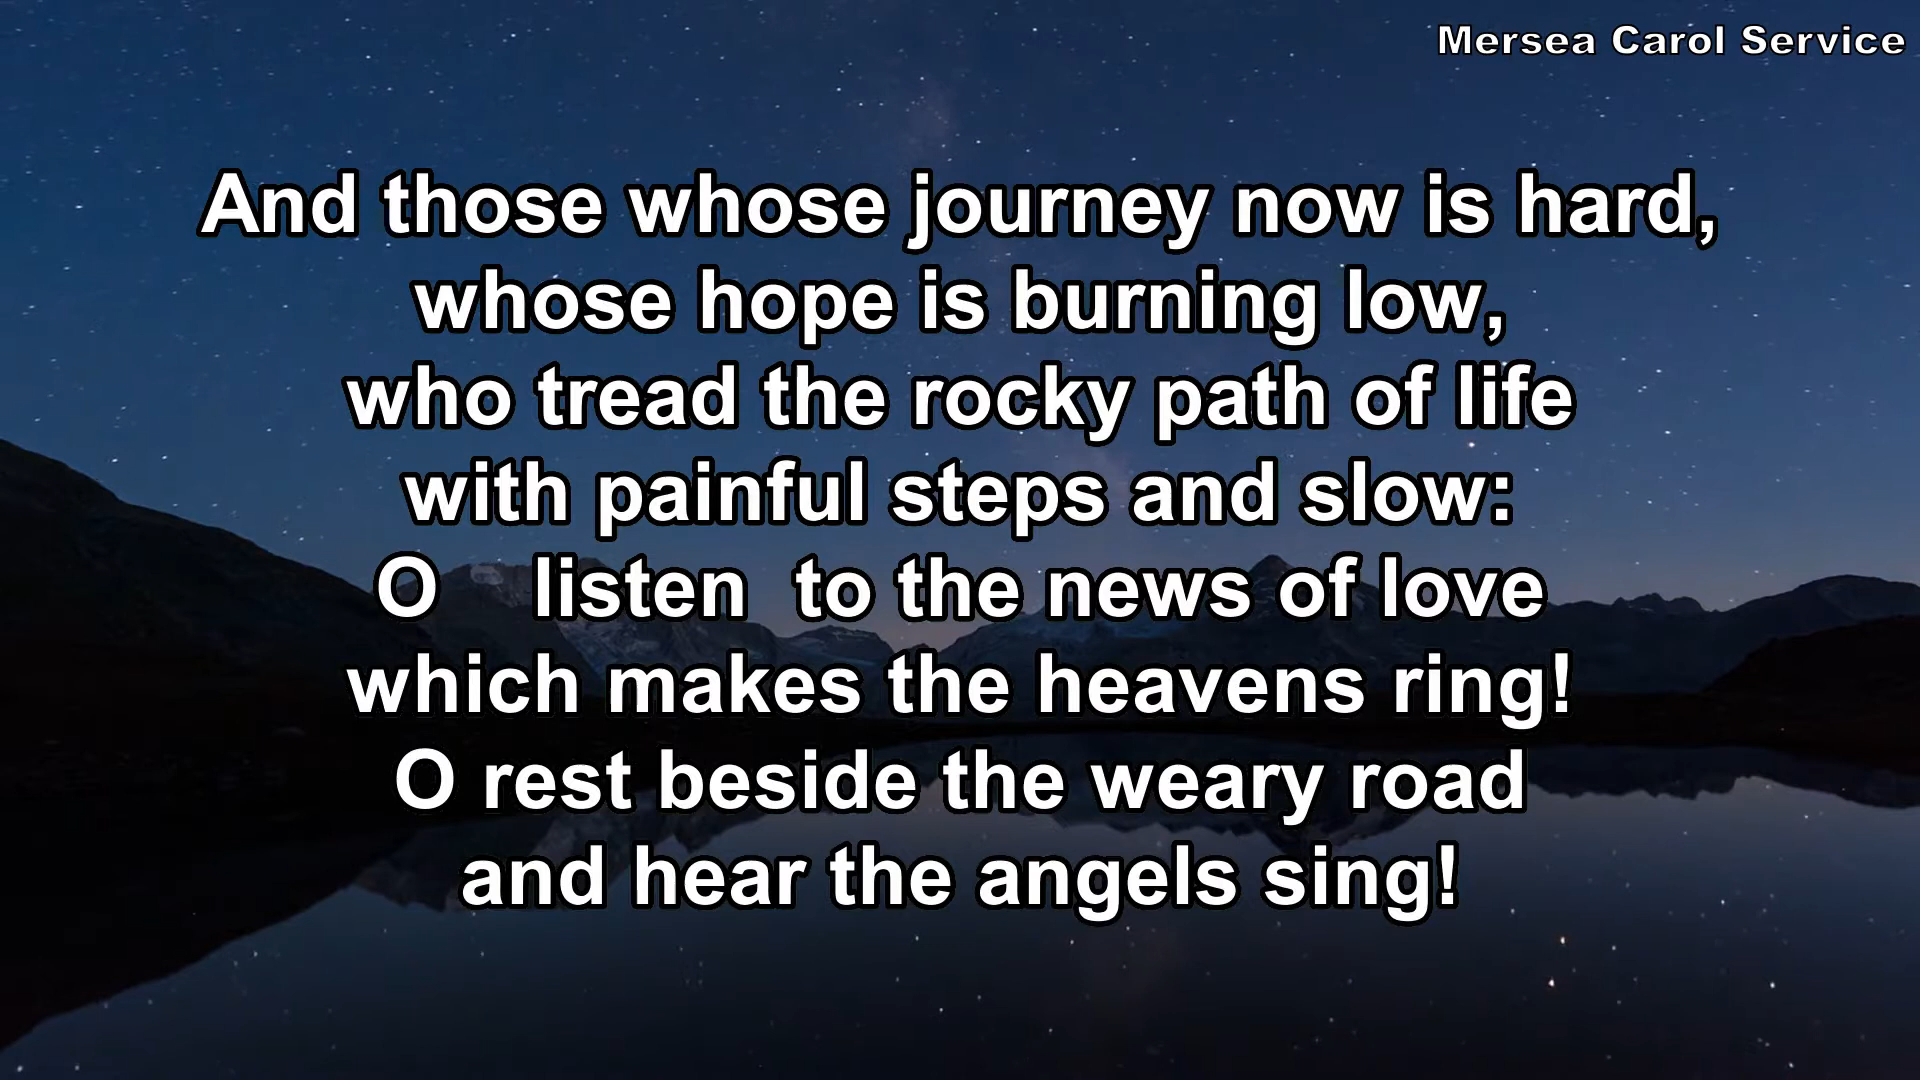 Mersea Carol Service
And those whose journey now is hard,
whose hope is burning low,
who tread the rocky path of life
with painful steps and slow:
O    listen  to the news of love
which makes the heavens ring!
O rest beside the weary road
and hear the angels sing!